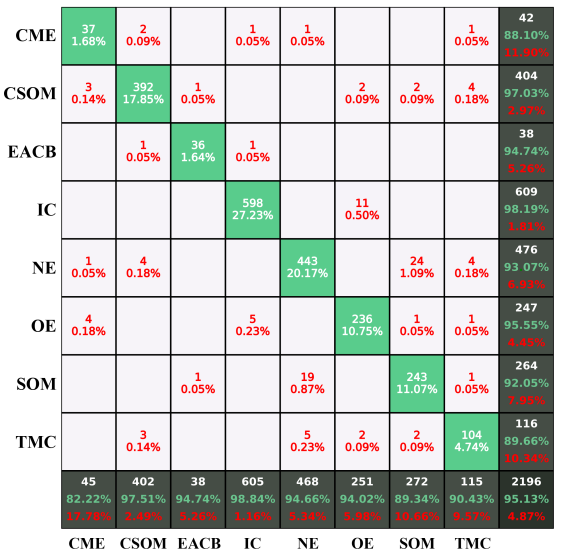 CME 37 2 1 1 1 42
1.68% 0.09% 0.05% 0.05% 0.05% 88.10%
11.90%
CSOM 3 392 1 2 2 4 404
0.14% 17.85% 0.05% 0.09% 0.09% 0.18% 97.03%
2.97%
EACB 1 36 1 38
0.05% 1.64% 0.05% 94.74%
5.26%
IC 598 11 609
27.23% 0.50% 98.19%
1.81%
NE 1 4 443 24 4 476
0.05% 0.18% 20.17% 1.09% 0.18% 93 07%
6.93%
OE 4 5 236 1 1 247
0.18% 0.23% 10.75% 0.05% 0.05% 95.55%
4.45%
SOM 1 19 243 1 264
0.05% 0.87% 11.07% 0.05% 92.05%
7.95%
TMC 3 5 2 2 104 116
0.14% 0.23% 0.09% 0.09% 4.74% 89.66%
10.34%
45 402 38 605 468 251 272 115 2196
82.22% 97.51% 94.74% 98.84% 94.66% 94.02% 89.34% 90.43% 95.13%
17.78% 2.49% 5.26% 1.16% 5.34% 5.98% 10.66% 9.57% 4.87%
CME CSOM EACB IC NE OE SOM TMC